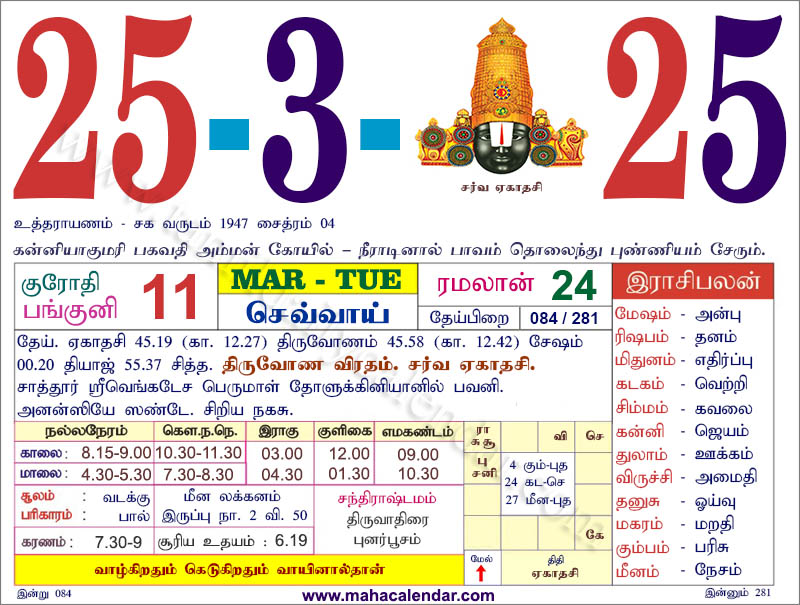 25-3- 25
சர்வ ஏகாதசி
உத்தராயணம் - சக வருடம் 1947 சைத்ரம் 04
கன்னியாகுமரி பகவதி அம்மன் கோயில் – நீராடினால் பாவம் தொலைந்து புண்ணியம் சேரும்.
குரோதி
பங்குனி 11
MAR - TUE
செவ்வாய்
ரமலான் 24
தேய்பிறை 084 / 281
தேய். ஏகாதசி 45.19 (கா. 12.27) திருவோணம் 45.58 (கா. 12.42) சேஷம்
00.20 தியாஜ் 55.37 சித்த. திருவோண விரதம். சர்வ ஏகாதசி.
சாத்தூர் ஸ்ரீவெங்கடேச பெருமாள் தோளுக்கினியானில் பவனி.
அனன்ஸியே ஸண்டே. சிறிய நகசு.
இராசிபலன்
மேஷம் - அன்பு
ரிஷபம் - தனம்
மிதுனம் - எதிர்ப்பு
கடகம் - வெற்றி
சிம்மம் - கவலை
கன்னி - ஜெயம்
துலாம் - ஊக்கம்
விருச்சி - அமைதி
தனுசு - ஓய்வு
மகரம் - மறதி
கும்பம் - பரிசு
மீனம் - நேசம்
நல்லநேரம் கௌ.ந.நெ. இராகு குளிகை எமகண்டம்
காலை: 8.15-9.00 10.30-11.30 03.00 12.00 09.00
மாலை: 4.30-5.30 7.30-8.30 04.30 01.30 10.30
சூலம் : வடக்கு மீன லக்கனம்
பரிகாரம் : பால் இருப்பு நா. 2 வி. 50
கரணம் : 7.30-9 சூரிய உதயம் : 6.19
சந்திராஷ்டமம்
திருவாதிரை
புனர்பூசம்
ரா
சு சூ வி செ
பு
சனி
4 கும்-புத
24 கட-செ
27 மீன-புத
கே
வாழ்கிறதும் கெடுகிறதும் வாயினால்தான்
மேல்
திதி
ஏகாதசி
இன்று 084 www.mahacalendar.com இன்னும் 281